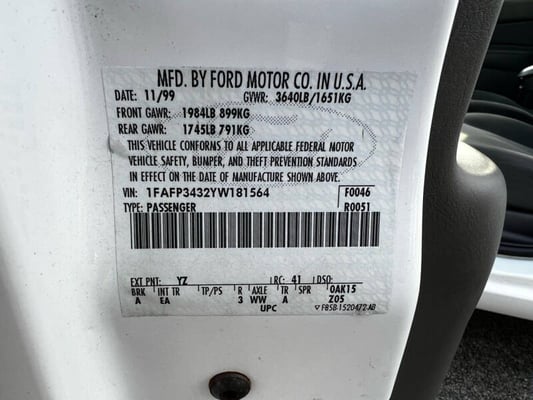 MFD. BY FORD MOTOR CO. IN U.S.A.
DATE: 11/99 GVWR: 3640LB/1651KG
FRONT GAWR: 1984LB 899KG
REAR GAWR: 1745LB 791KG
THIS VEHICLE CONFORMS TO ALL APPLICABLE FEDERAL MOTOR
VEHICLE SAFETY, BUMPER, AND THEFT PREVENTION STANDARDS
IN EFFECT ON THE DATE OF MANUFACTURE SHOWN ABOVE.
VIN: 1FAFP3432YW181564 F0046
TYPE: PASSENGER R0051
EXT PNT: YZ RC: 41 DSO:
BRK INT TR TP/PS R AXLE TR SPR 0AK15
A EA 3 WW A Z05
UPC F85B-1520472-AB